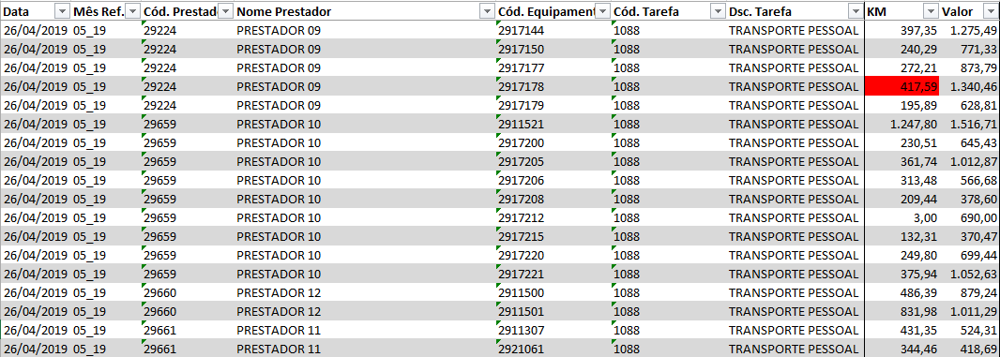 Data Mês Ref. Cód. Prestad Nome Prestador Cód. Equipament Cód. Tarefa Dsc. Tarefa KM Valor
26/04/2019 05_19 29224 PRESTADOR 09 2917144 1088 TRANSPORTE PESSOAL 397,35 1.275,49
26/04/2019 05_19 29224 PRESTADOR 09 2917150 1088 TRANSPORTE PESSOAL 240,29 771,33
26/04/2019 05_19 29224 PRESTADOR 09 2917177 1088 TRANSPORTE PESSOAL 272,21 873,79
26/04/2019 05_19 29224 PRESTADOR 09 2917178 1088 TRANSPORTE PESSOAL 417,59 1.340,46
26/04/2019 05_19 29224 PRESTADOR 09 2917179 1088 TRANSPORTE PESSOAL 195,89 628,81
26/04/2019 05_19 29659 PRESTADOR 10 2911521 1088 TRANSPORTE PESSOAL 1.247,80 1.516,71
26/04/2019 05_19 29659 PRESTADOR 10 2917200 1088 TRANSPORTE PESSOAL 230,51 645,43
26/04/2019 05_19 29659 PRESTADOR 10 2917205 1088 TRANSPORTE PESSOAL 361,74 1.012,87
26/04/2019 05_19 29659 PRESTADOR 10 2917206 1088 TRANSPORTE PESSOAL 313,48 566,68
26/04/2019 05_19 29659 PRESTADOR 10 2917208 1088 TRANSPORTE PESSOAL 209,44 378,60
26/04/2019 05_19 29659 PRESTADOR 10 2917212 1088 TRANSPORTE PESSOAL 3,00 690,00
26/04/2019 05_19 29659 PRESTADOR 10 2917215 1088 TRANSPORTE PESSOAL 132,31 370,47
26/04/2019 05_19 29659 PRESTADOR 10 2917220 1088 TRANSPORTE PESSOAL 249,80 699,44
26/04/2019 05_19 29659 PRESTADOR 10 2917221 1088 TRANSPORTE PESSOAL 375,94 1.052,63
26/04/2019 05_19 29660 PRESTADOR 12 2911500 1088 TRANSPORTE PESSOAL 486,39 879,24
26/04/2019 05_19 29660 PRESTADOR 12 2911501 1088 TRANSPORTE PESSOAL 831,98 1.011,29
26/04/2019 05_19 29661 PRESTADOR 11 2911307 1088 TRANSPORTE PESSOAL 431,35 524,31
26/04/2019 05_19 29661 PRESTADOR 11 2921061 1088 TRANSPORTE PESSOAL 344,46 418,69